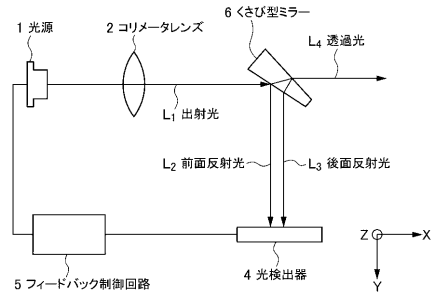 1 光源
2 コリメータレンズ
6 くさび型ミラー
L4 透過光
L1 出射光
L2 前面反射光
L3 後面反射光
5 フィードバック制御回路
4 光検出器
Z
X
Y